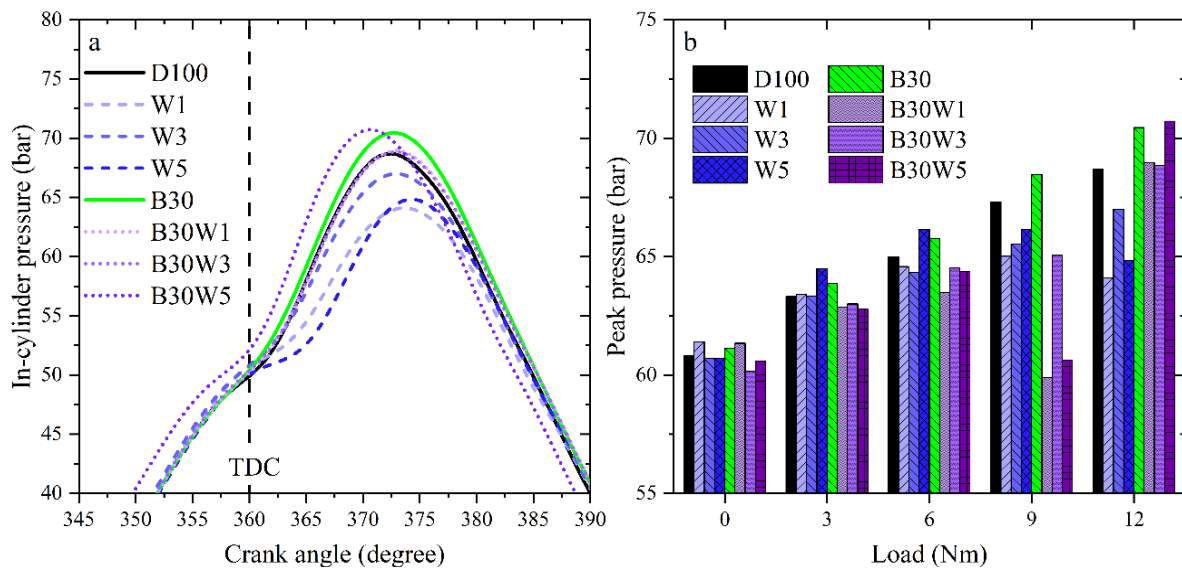 a
D100
W1
W3
W5
B30
B30W1
B30W3
B30W5
TDC
In-cylinder pressure (bar)
80
75
70
65
60
55
50
45
40
345 350 355 360 365 370 375 380 385 390
Crank angle (degree)
b
D100 B30
W1 B30W1
W3 B30W3
W5 B30W5
Peak pressure (bar)
75
70
65
60
55
0 3 6 9 12
Load (Nm)